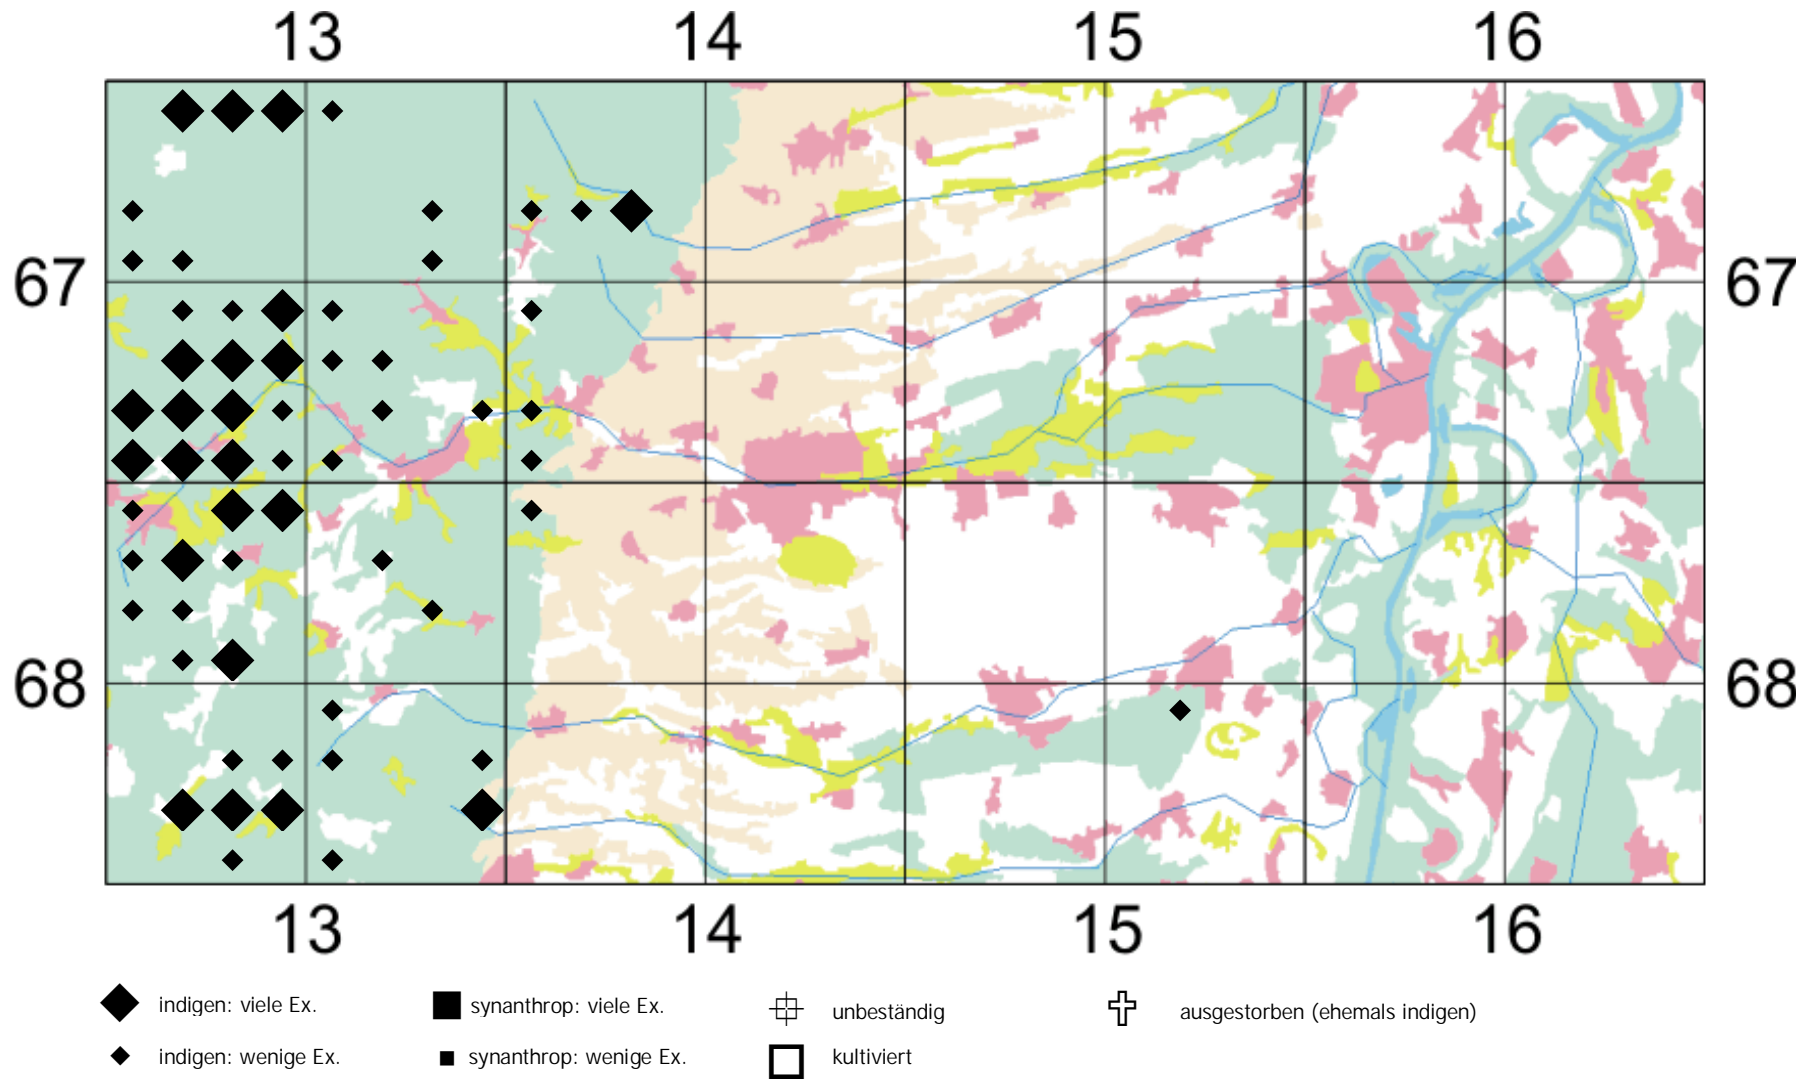 13 14 15 16
67 67
68 68
13 14 15 16
indigen: viele Ex. synanthrop: viele Ex. unbeständig ausgestorben (ehemals indigen)
indigen: wenige Ex. synanthrop: wenige Ex. kultiviert